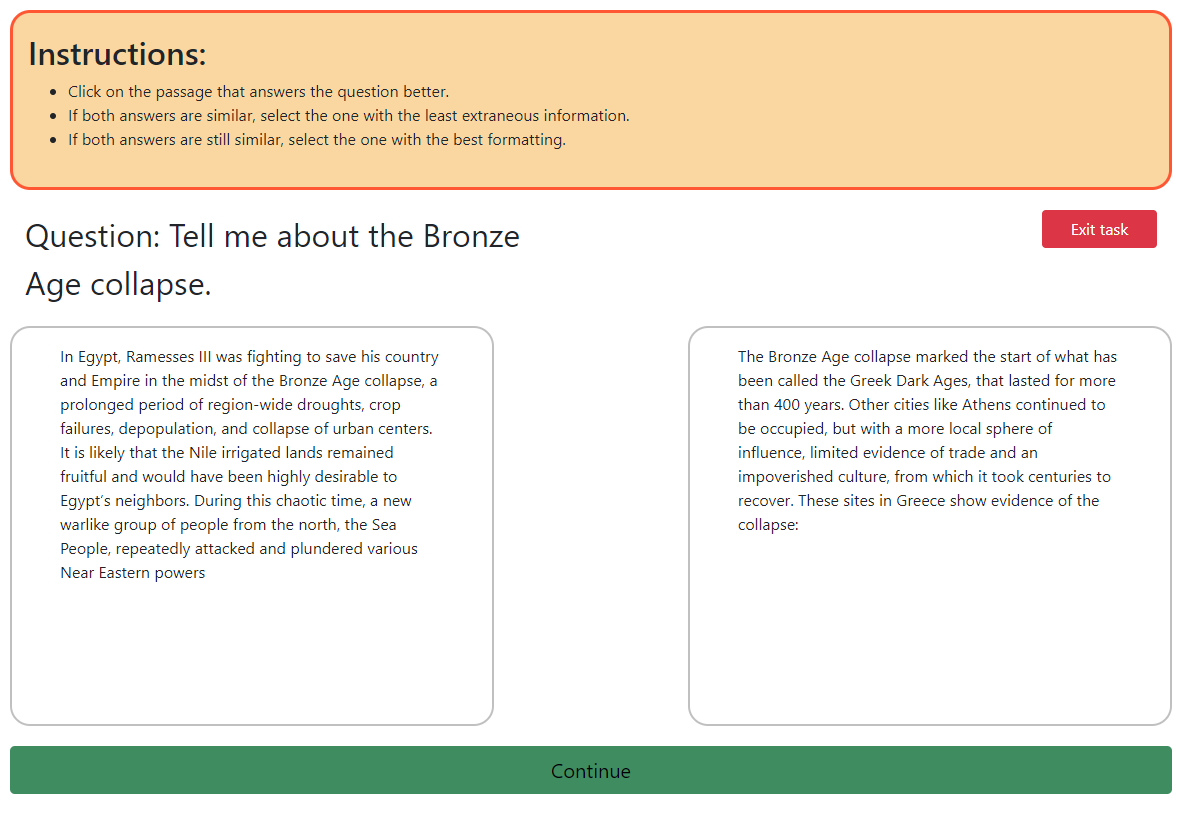 Instructions:
Click on the passage that answers the question better.
If both answers are similar, select the one with the least extraneous information.
If both answers are still similar, select the one with the best formatting.
Question: Tell me about the Bronze
Age collapse.
Exit task
In Egypt, Ramesses III was fighting to save his country
and Empire in the midst of the Bronze Age collapse, a
prolonged period of region-wide droughts, crop
failures, depopulation, and collapse of urban centers.
It is likely that the Nile irrigated lands remained
fruitful and would have been highly desirable to
Egypt’s neighbors. During this chaotic time, a new
warlike group of people from the north, the Sea
People, repeatedly attacked and plundered various
Near Eastern powers
The Bronze Age collapse marked the start of what has
been called the Greek Dark Ages, that lasted for more
than 400 years. Other cities like Athens continued to
be occupied, but with a more local sphere of
influence, limited evidence of trade and an
impoverished culture, from which it took centuries to
recover. These sites in Greece show evidence of the
collapse:
Continue